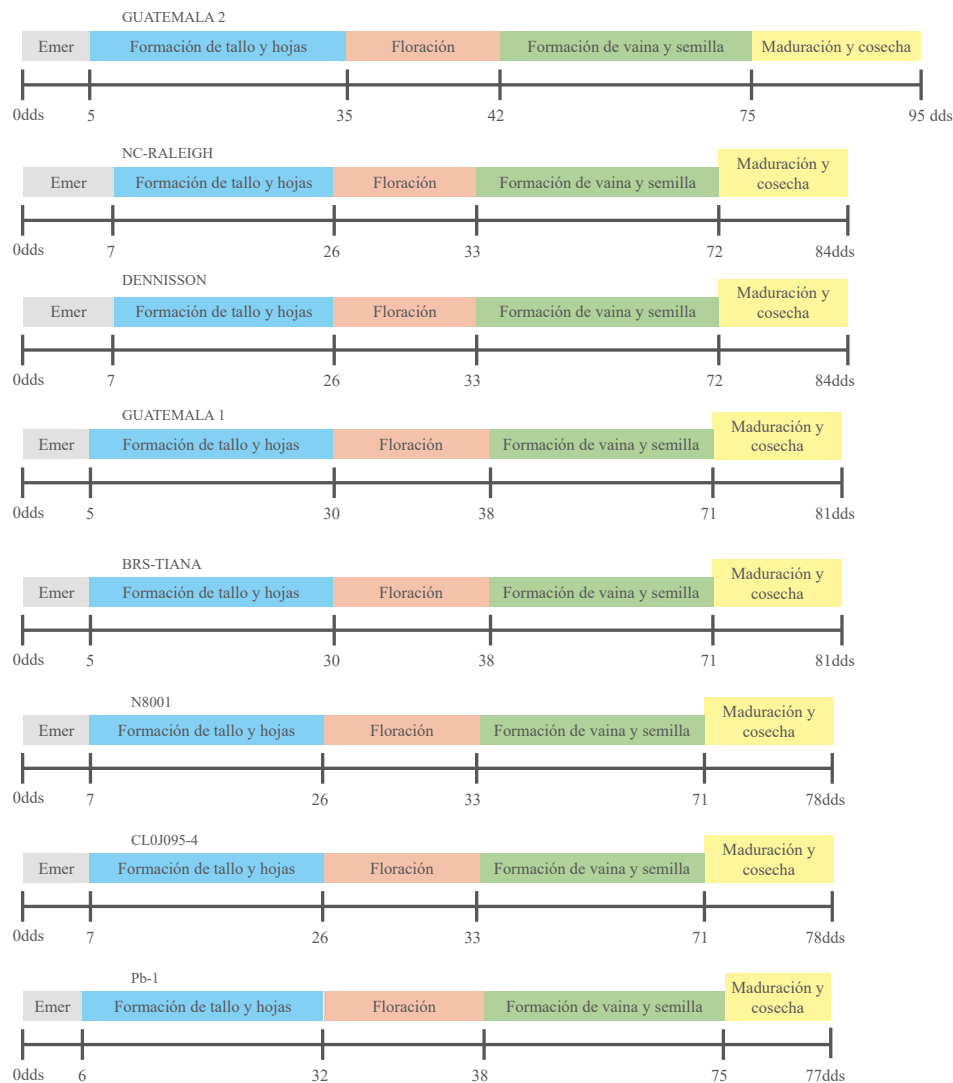 GUATEMALA 2
Emer Formación de tallo y hojas Floración Formación de vaina y semilla Maduración y cosecha
0dds 5 35 42 75 95 dds
NC-RALEIGH
Emer Formación de tallo y hojas Floración Formación de vaina y semilla Maduración y
cosecha
0dds 7 26 33 72 84dds
DENNISSON
Emer Formación de tallo y hojas Floración Formación de vaina y semilla Maduración y
cosecha
0dds 7 26 33 72 84dds
GUATEMALA 1
Emer Formación de tallo y hojas Floración Formación de vaina y semilla Maduración y
cosecha
0dds 5 30 38 71 81dds
BRS-TIANA
Emer Formación de tallo y hojas Floración Formación de vaina y semilla Maduración y
cosecha
0dds 5 30 38 71 81dds
N8001
Emer Formación de tallo y hojas Floración Formación de vaina y semilla Maduración y
cosecha
0dds 7 26 33 71 78dds
CL0J095-4
Emer Formación de tallo y hojas Floración Formación de vaina y semilla Maduración y
cosecha
0dds 7 26 33 71 78dds
Pb-1
Emer Formación de tallo y hojas Floración Formación de vaina y semilla Maduración y
cosecha
0dds 6 32 38 75 77dds